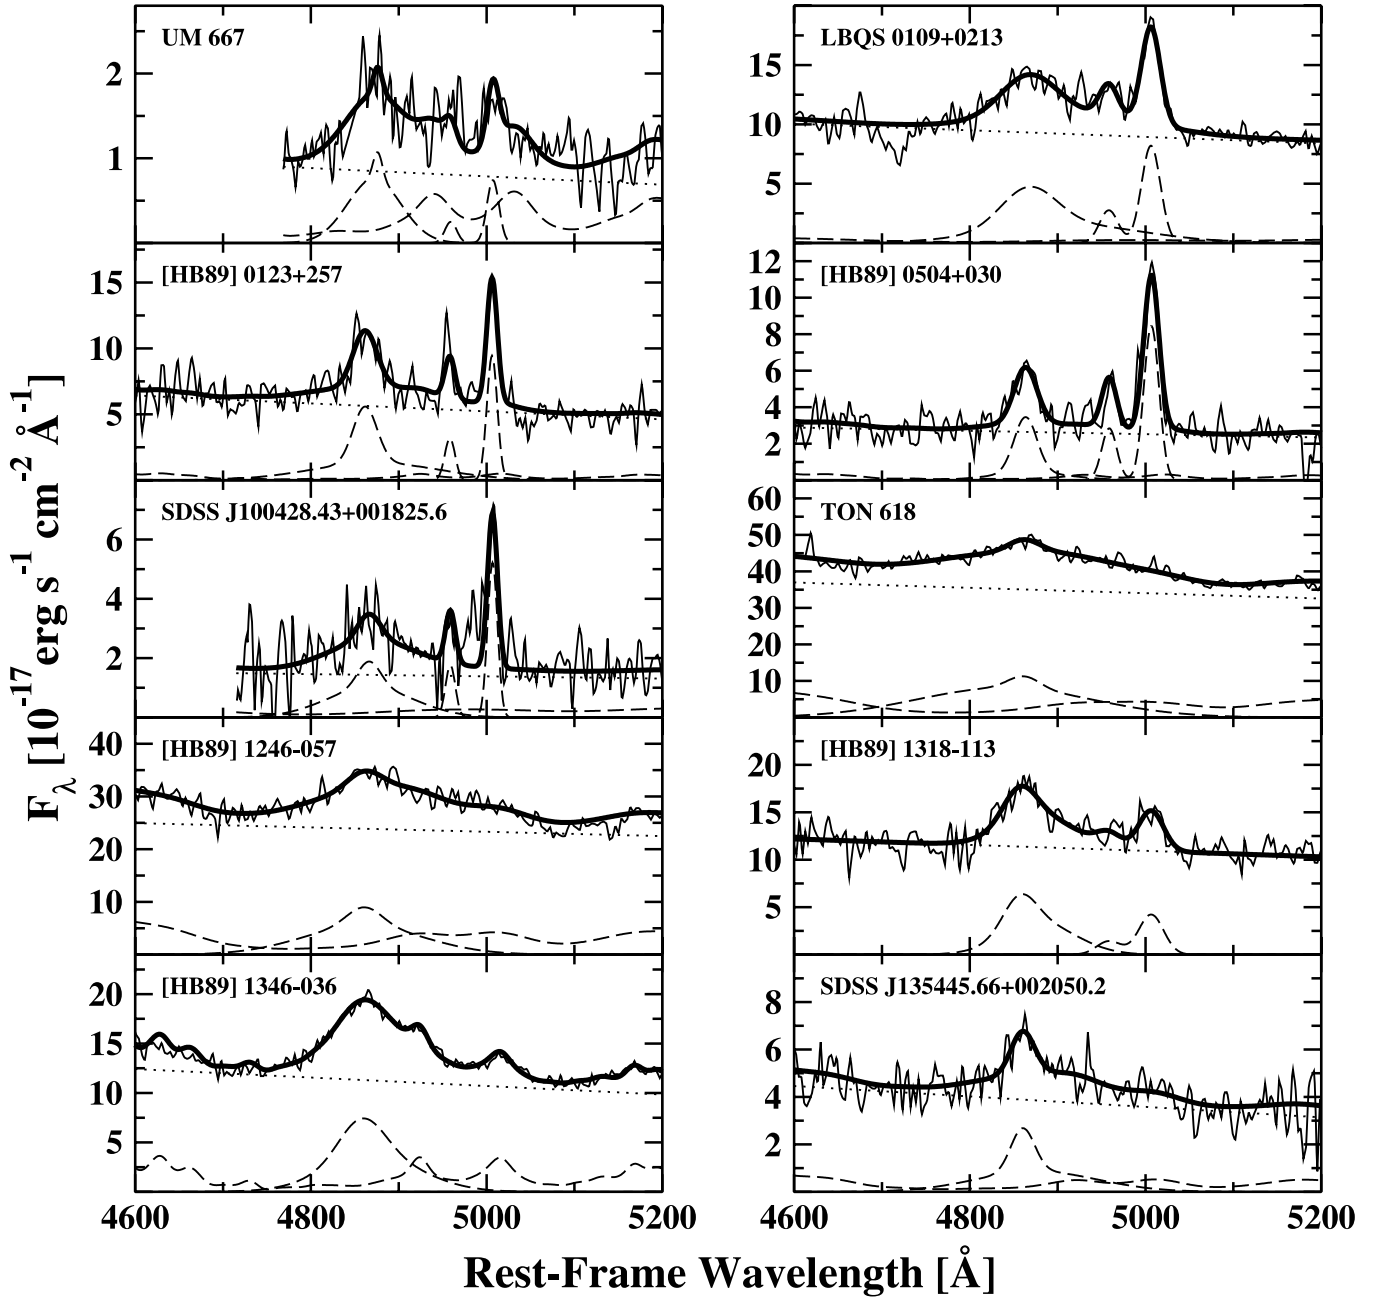 UM 667
2
1
LBQS 0109+0213
15
10
5
[HB89] 0123+257
15
10
5
[HB89] 0504+030
12
10
8
6
4
2
SDSS J100428.43+001825.6
6
4
2
TON 618
60
50
40
30
20
10
[HB89] 1246-057
40
30
20
10
[HB89] 1318-113
20
15
10
5
[HB89] 1346-036
20
15
10
5
SDSS J135445.66+002050.2
8
6
4
2
4600 4800 5000 5200
4600 4800 5000 5200
Rest-Frame Wavelength [Å]
Fλ [10⁻¹⁷ erg s⁻¹ cm⁻² Å⁻¹]